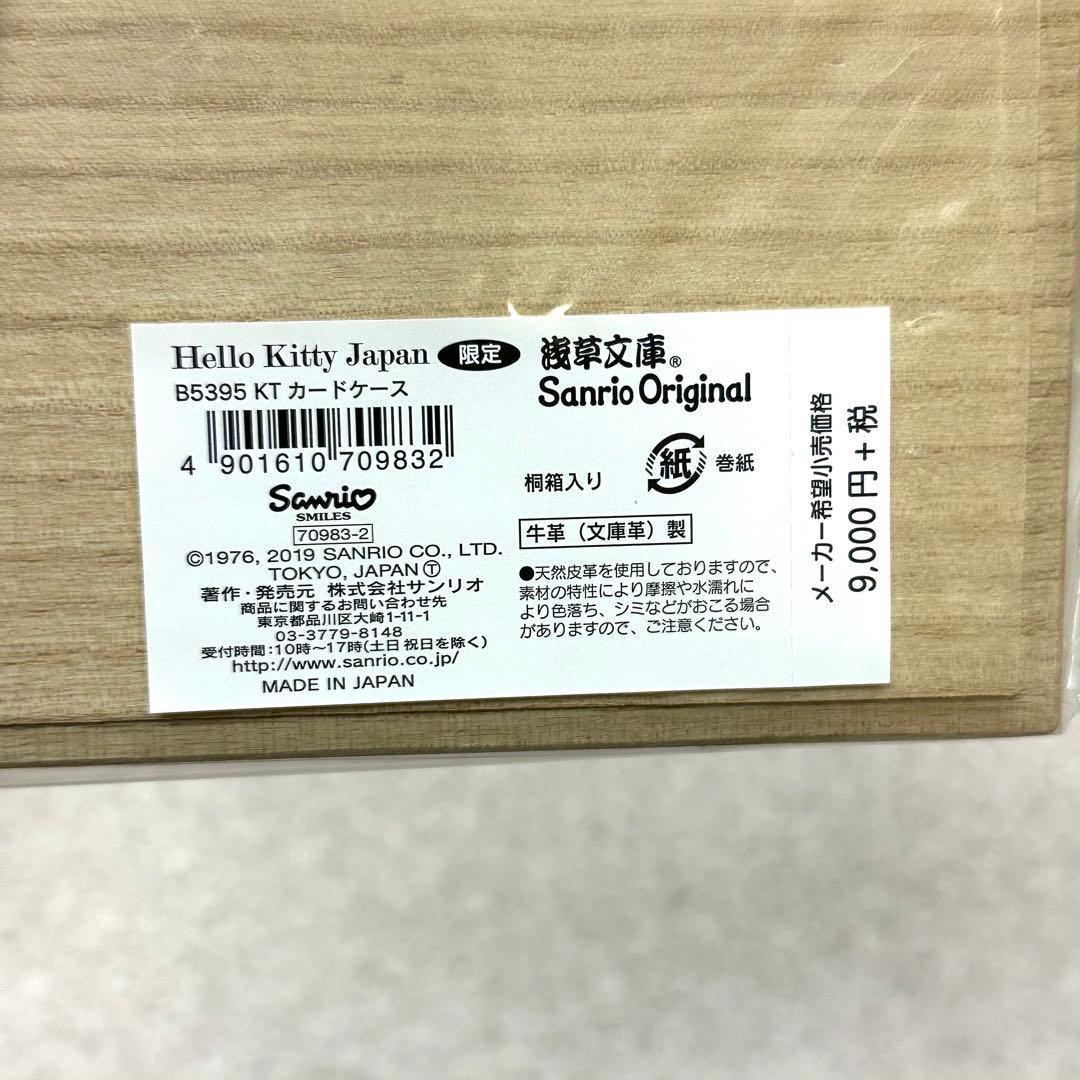 Hello Kitty Japan 限定
B5395 KT カードケース
4 901610 709832
Sanrio
SMILES
70983-2
©1976, 2019 SANRIO CO., LTD.
TOKYO, JAPAN Ⓣ
著作・発売元 株式会社サンリオ
商品に関するお問い合わせ先
東京都品川区大崎1-11-1
03-3779-8148
受付時間:10時〜17時(土日 祝日を除く)
http://www.sanrio.co.jp/
MADE IN JAPAN
浅草文庫®
Sanrio Original
桐箱入り
紙 巻紙
牛革(文庫革)製
●天然皮革を使用しておりますので、
素材の特性により摩擦や水濡れに
より色落ち、シミなどがおこる場合
がありますので、ご注意ください。
メーカー希望小売価格
9,000円+税